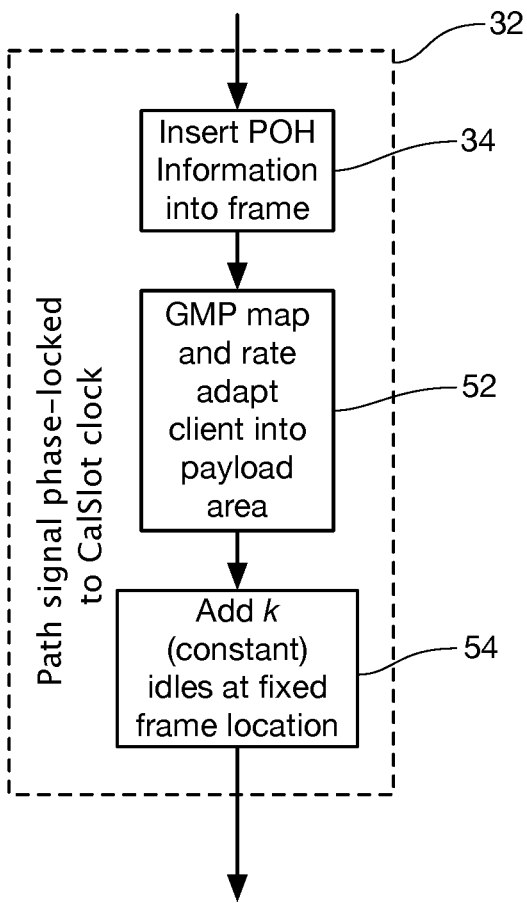 32
Insert POH
Information
into frame
34
GMP map
and rate
adapt
client into
payload
area
52
Path signal phase-locked
to CalSlot clock
Add k
(constant)
idles at fixed
frame location
54